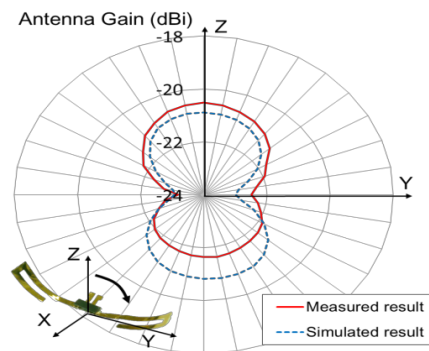 Antenna Gain (dBi)
-18
Z
-20
-22
-24
Y
Z
X
Y
Measured result
Simulated result